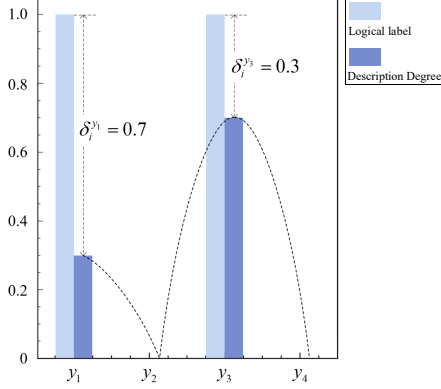 1.0
0.8
0.6
0.4
0.2
0
δ_i^{y_1} = 0.7
δ_i^{y_3} = 0.3
y_1 y_2 y_3 y_4
Logical label
Description Degree